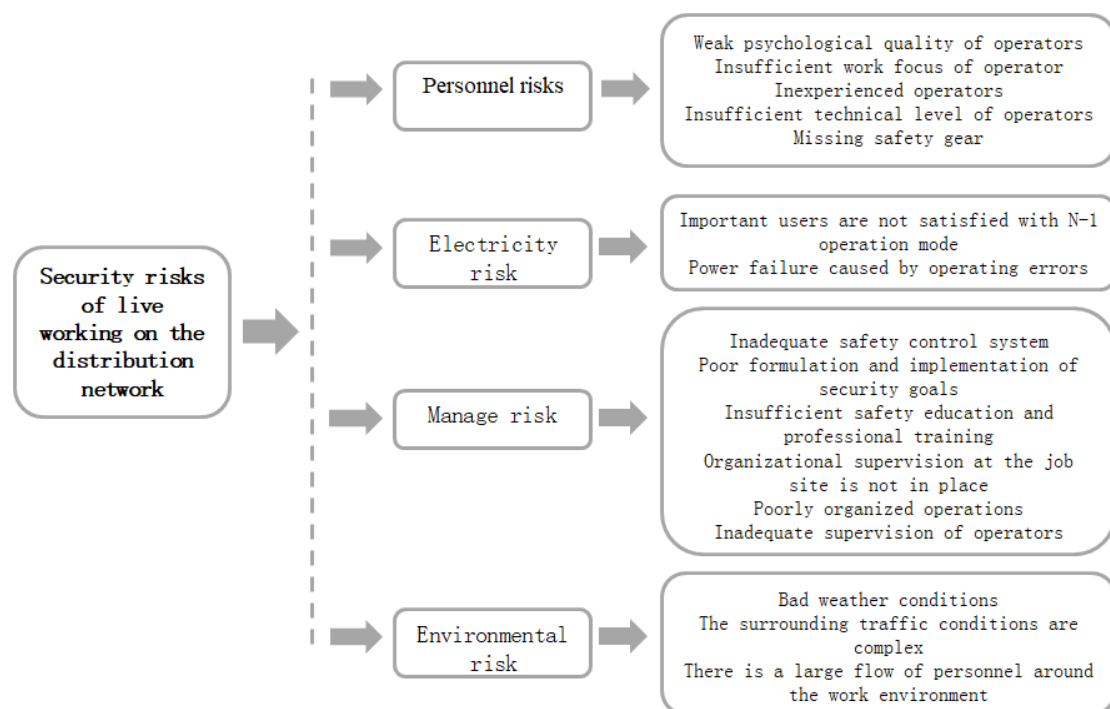 Security risks
of live
working on the
distribution
network
Personnel risks
Weak psychological quality of operators
Insufficient work focus of operator
Inexperienced operators
Insufficient technical level of operators
Missing safety gear
Electricity
risk
Important users are not satisfied with N-1
operation mode
Power failure caused by operating errors
Manage risk
Inadequate safety control system
Poor formulation and implementation of
security goals
Insufficient safety education and
professional training
Organizational supervision at the job
site is not in place
Poorly organized operations
Inadequate supervision of operators
Environmental
risk
Bad weather conditions
The surrounding traffic conditions are
complex
There is a large flow of personnel around
the work environment